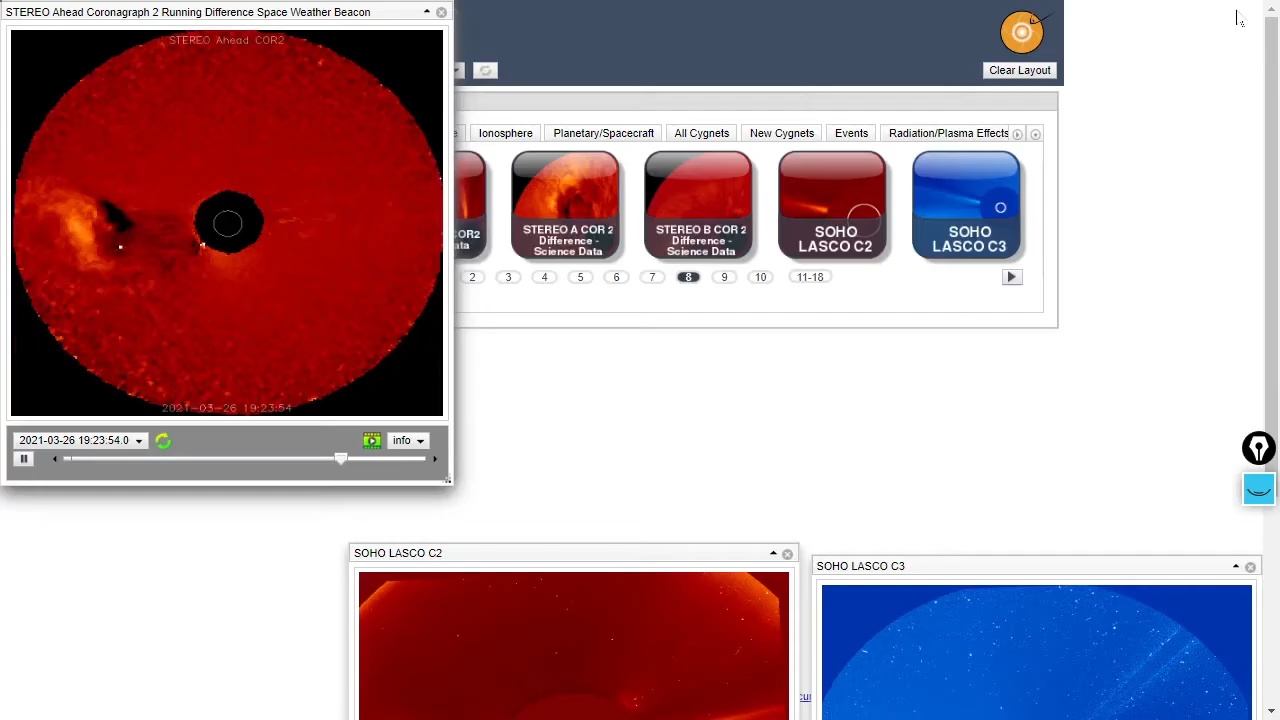 STEREO Ahead Coronagraph 2 Running Difference Space Weather Beacon
STEREO Ahead COR2
2021-03-26 19:23:54
2021-03-26 19:23:54.0
info
Clear Layout
Ionosphere
Planetary/Spacecraft
All Cygnets
New Cygnets
Events
Radiation/Plasma Effects
COR2
STEREO A COR 2
Difference -
Science Data
STEREO B COR 2
Difference -
Science Data
SOHO
LASCO C2
SOHO
LASCO C3
2 3 4 5 6 7 8 9 10 11-18
SOHO LASCO C2
SOHO LASCO C3